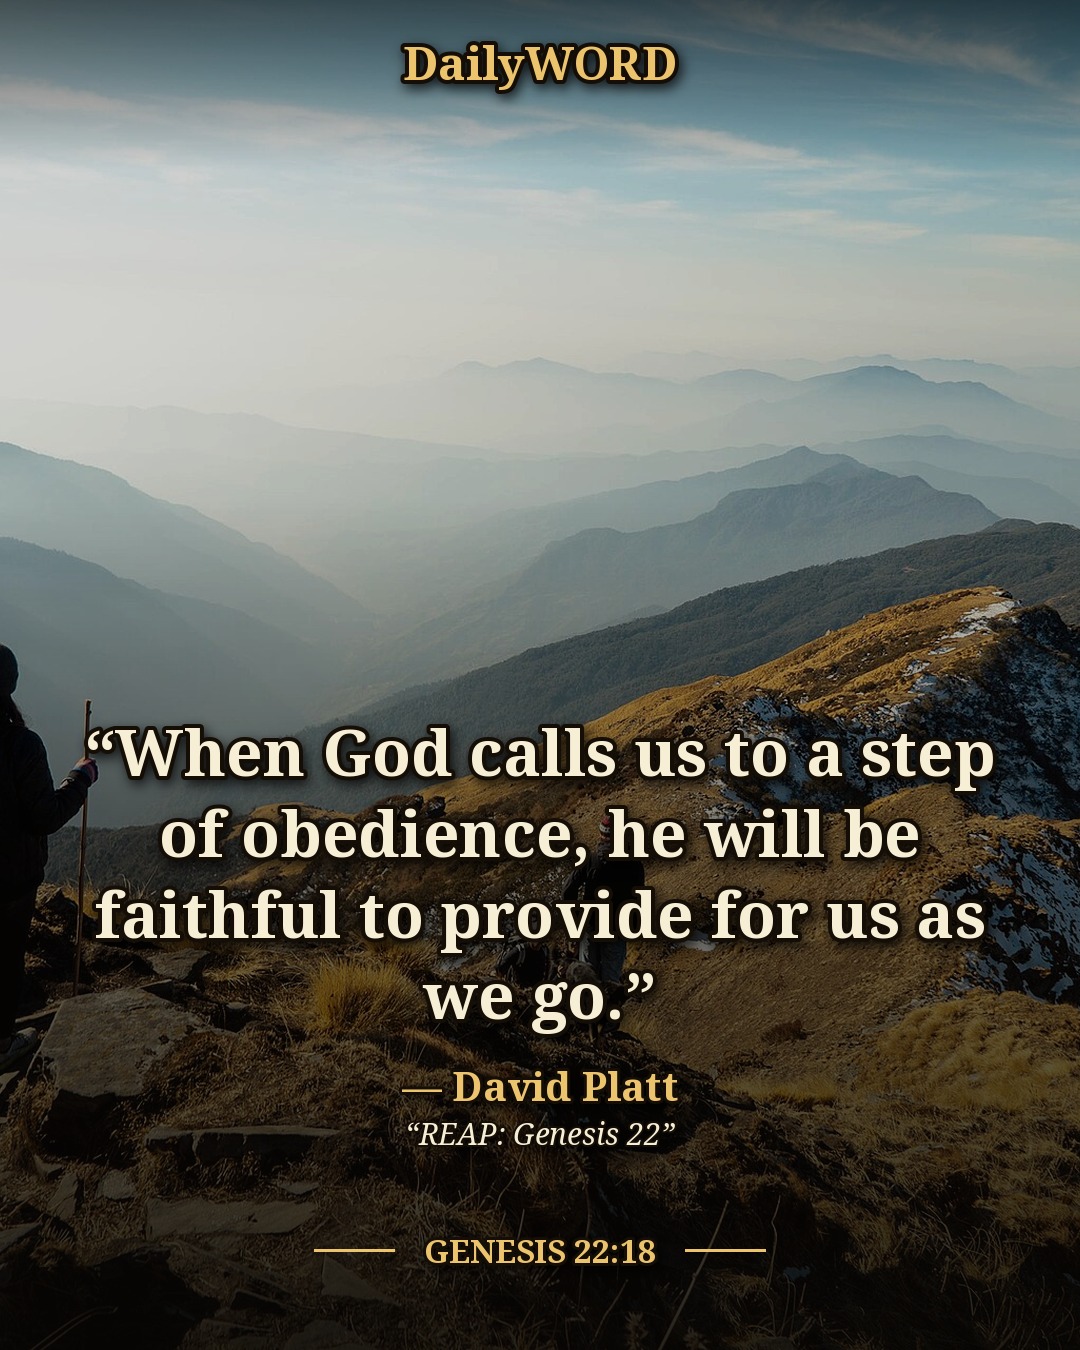 DailyWORD
“When God calls us to a step
of obedience, he will be
faithful to provide for us as
we go.”
— David Platt
“REAP: Genesis 22”
GENESIS 22:18